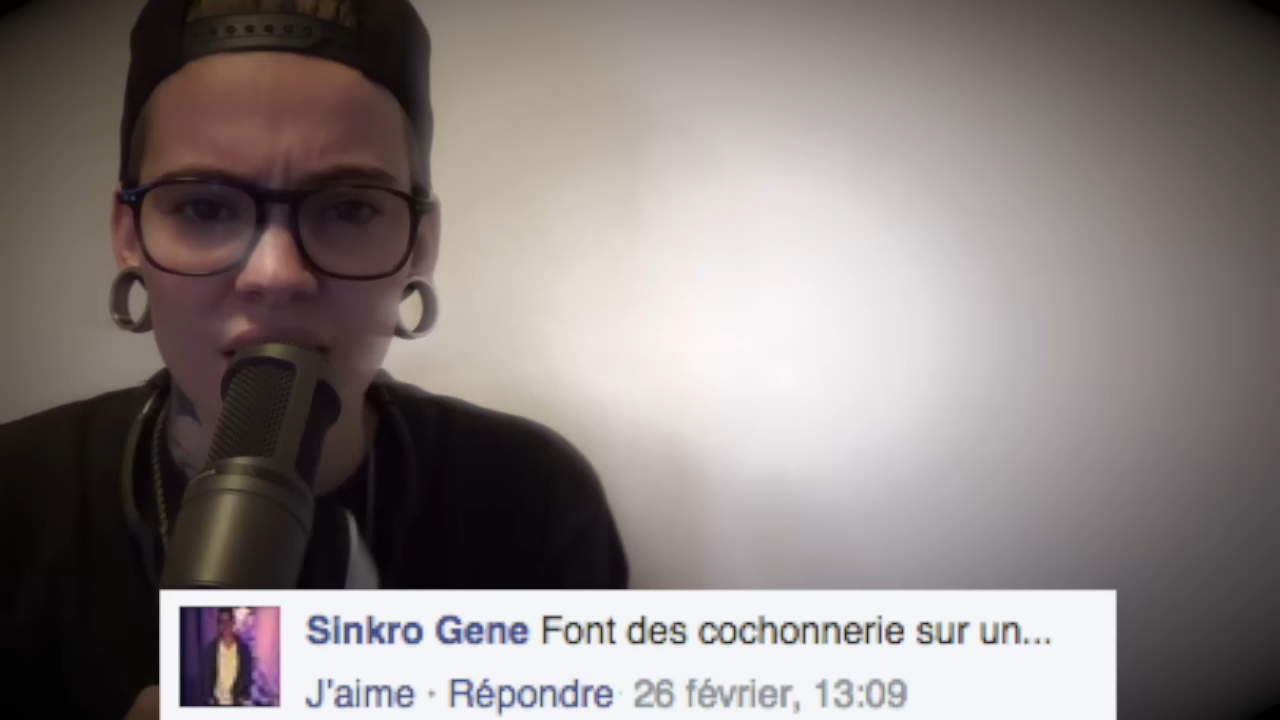 Sinkro Gene Font des cochonnerie sur un...
J'aime · Répondre · 26 février, 13:09